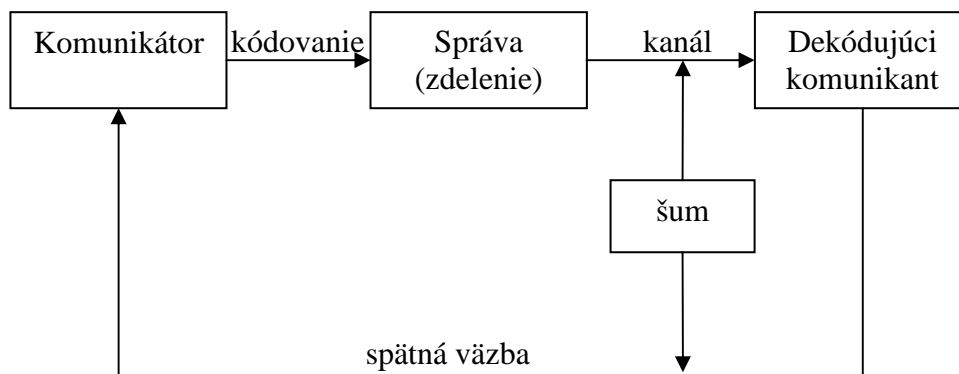 Komunikátor
kódovanie
Správa
(zdelenie)
kanál
Dekódujúci
komunikant
šum
spätná väzba